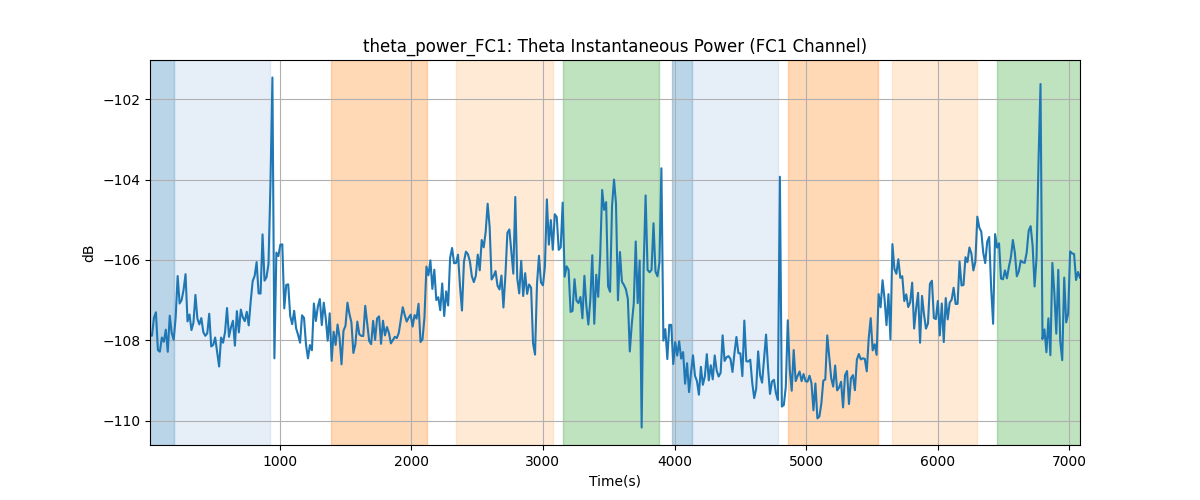 theta_power_FC1: Theta Instantaneous Power (FC1 Channel)
−102
−104
−106
−108
−110
dB
1000 2000 3000 4000 5000 6000 7000
Time(s)